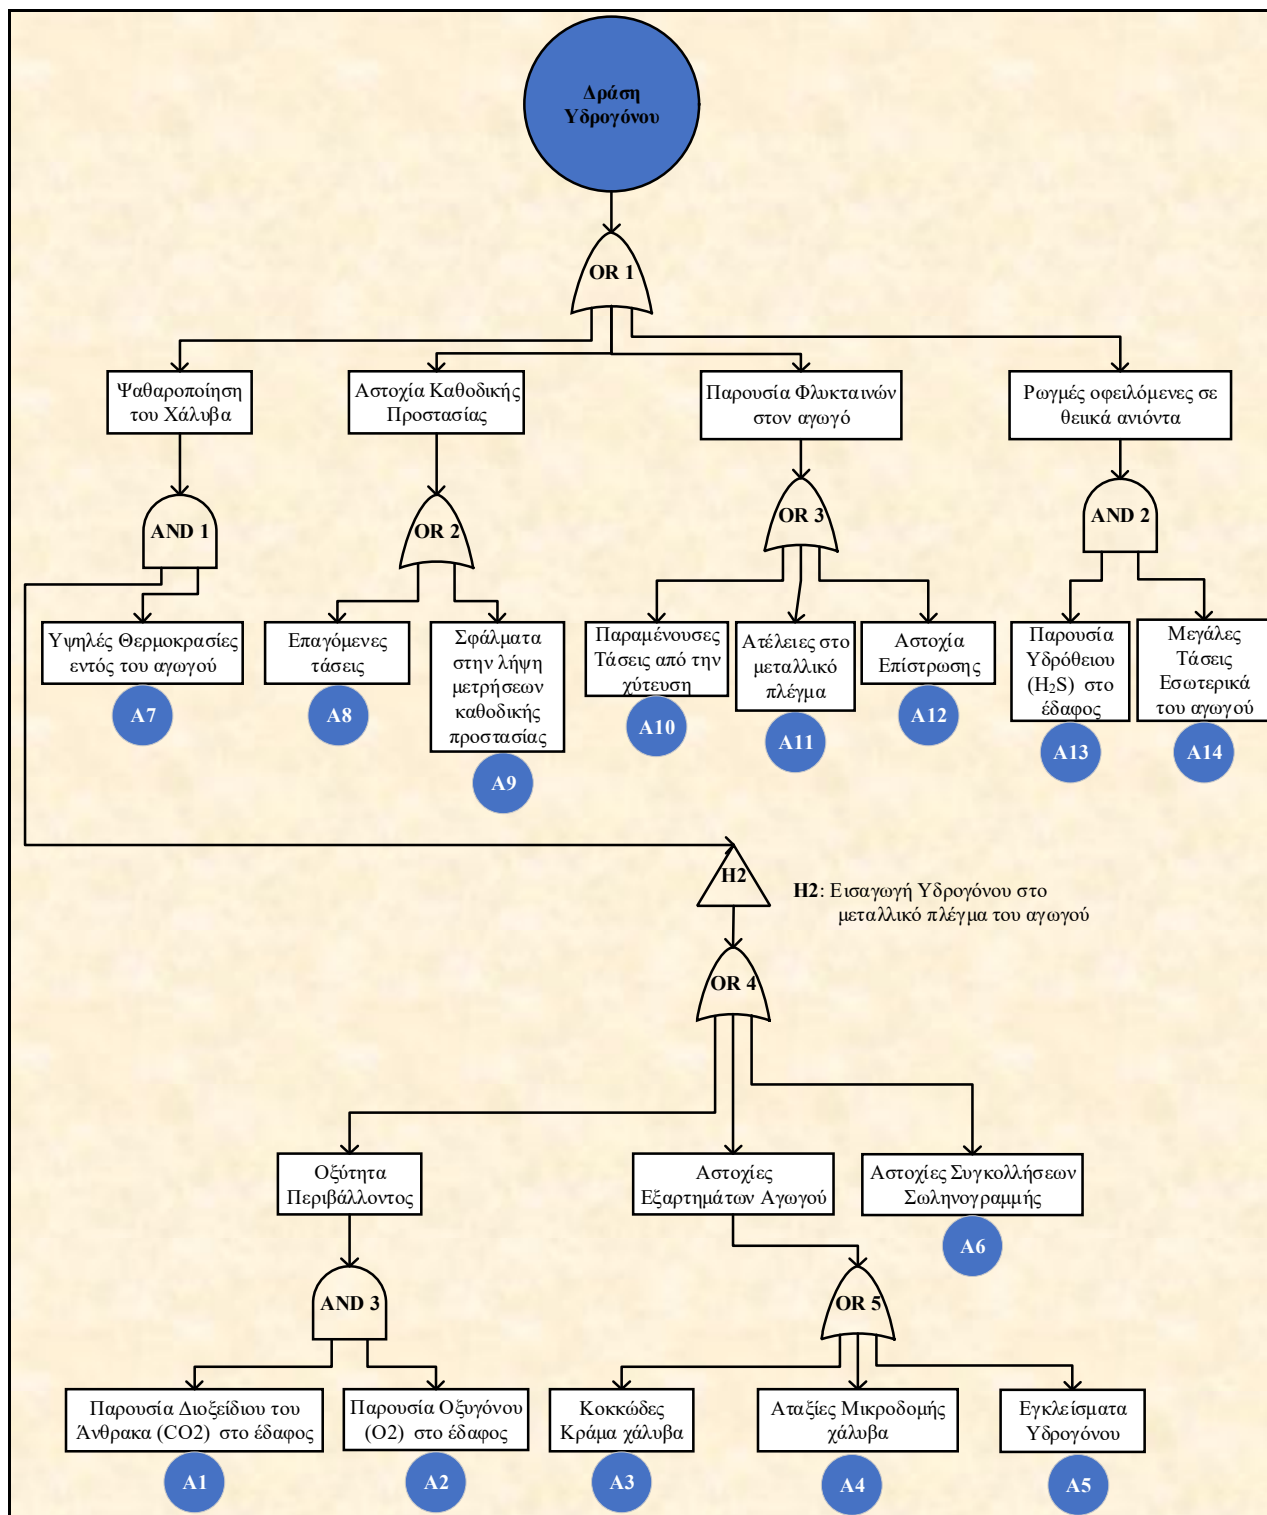 Δράση
Υδρογόνου
OR 1
Ψαθαροποίηση
του Χάλυβα
Αστοχία Καθοδικής
Προστασίας
Παρουσία Φλυκταινών
στον αγωγό
Ρωγμές οφειλόμενες σε
θειικά ανιόντα
AND 1
OR 2
OR 3
AND 2
Υψηλές Θερμοκρασίες
εντός του αγωγού
A7
Επαγόμενες
τάσεις
A8
Σφάλματα
στην λήψη
μετρήσεων
καθοδικής
προστασίας
A9
Παραμένουσες
Τάσεις από την
χύτευση
A10
Ατέλειες στο
μεταλλικό
πλέγμα
A11
Αστοχία
Επίστρωσης
A12
Παρουσία
Υδρόθειου
(H₂S) στο
έδαφος
A13
Μεγάλες
Τάσεις
Εσωτερικά
του αγωγού
A14
H2
H2: Εισαγωγή Υδρογόνου στο
μεταλλικό πλέγμα του αγωγού
OR 4
Οξύτητα
Περιβάλλοντος
Αστοχίες
Εξαρτημάτων Αγωγού
Αστοχίες Συγκολλήσεων
Σωληνογραμμής
A6
AND 3
OR 5
Παρουσία Διοξειδίου του
Άνθρακα (CO2) στο έδαφος
A1
Παρουσία Οξυγόνου
(O2) στο έδαφος
A2
Κοκκώδες
Κράμα χάλυβα
A3
Αταξίες Μικροδομής
χάλυβα
A4
Εγκλείσματα
Υδρογόνου
A5